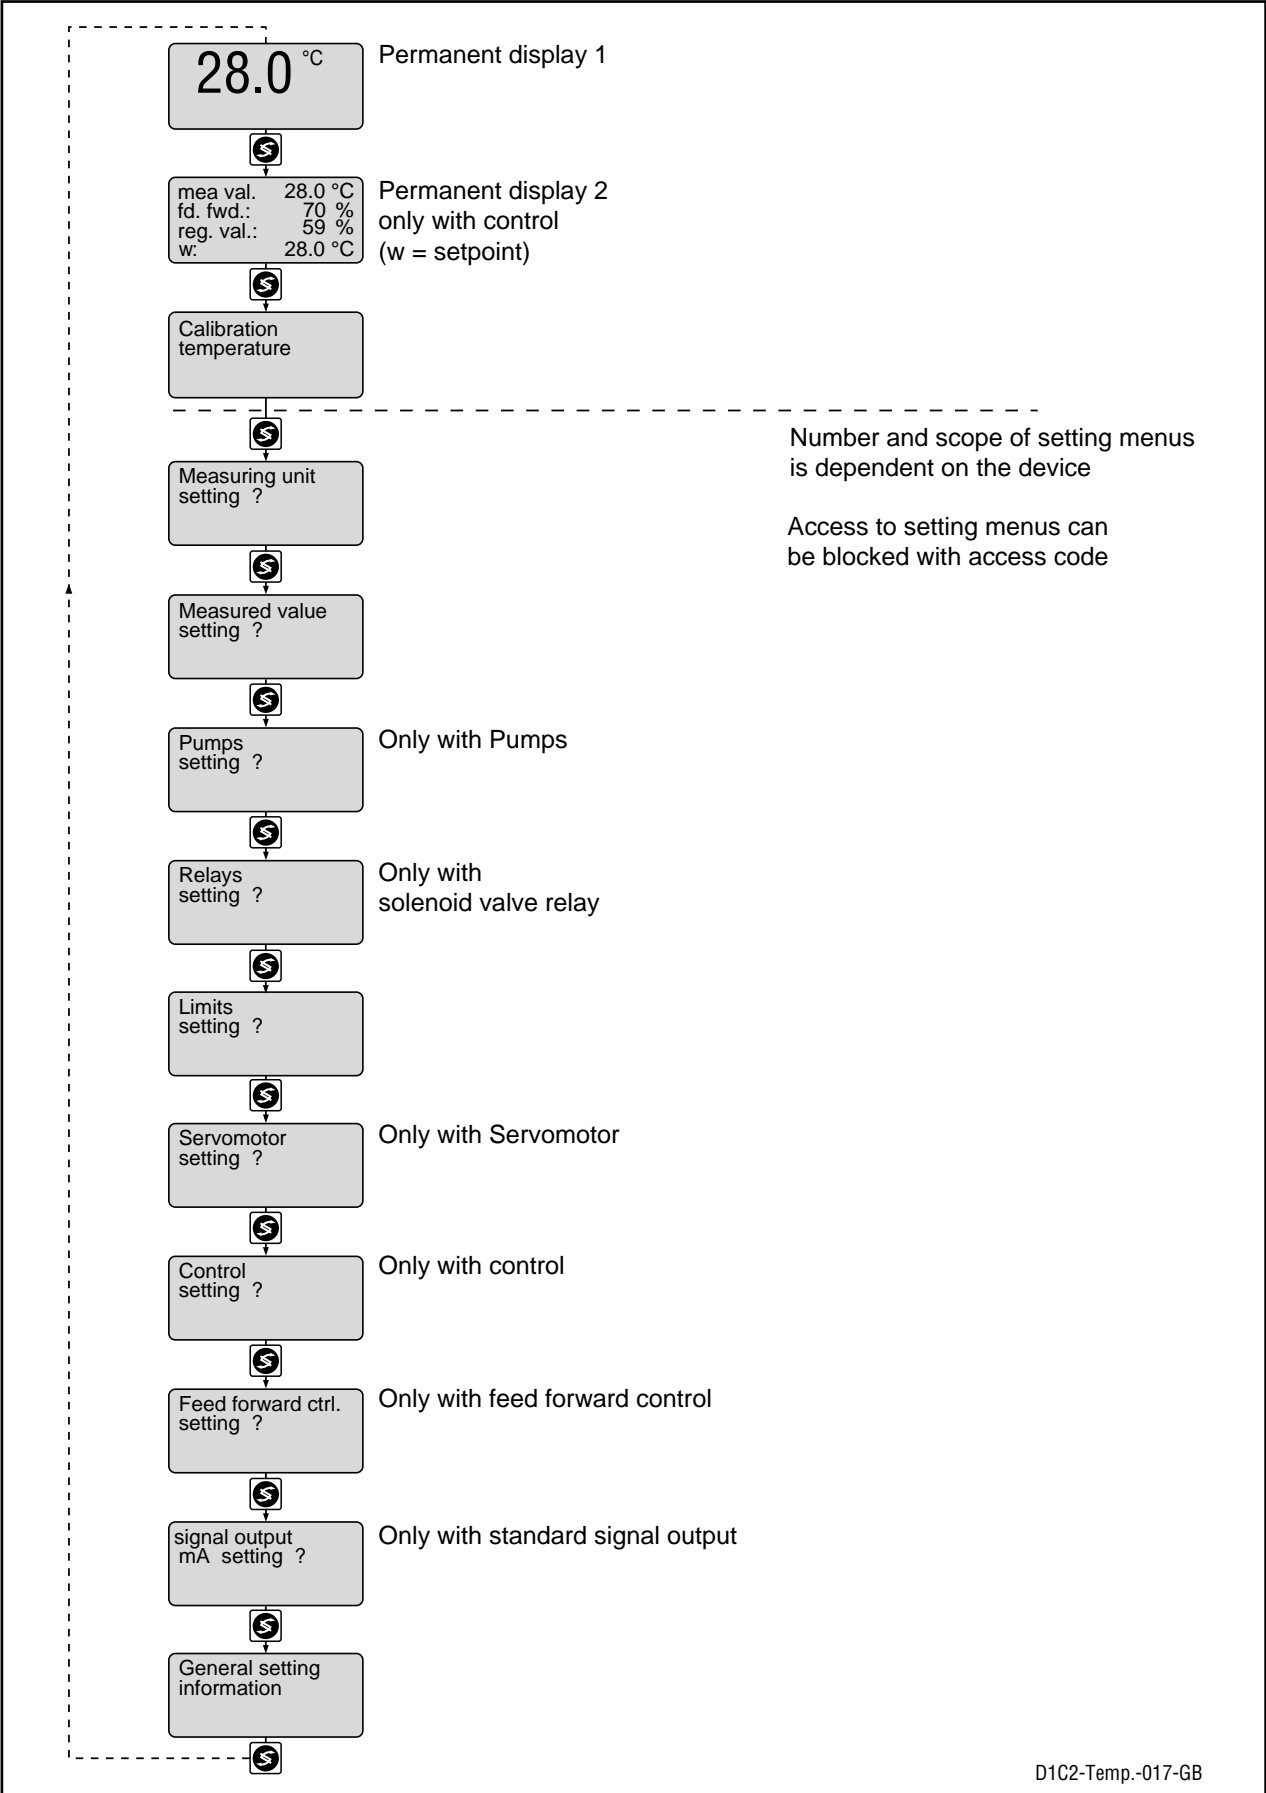 28.0 °C
Permanent display 1
mea val. 28.0 °C
fd. fwd.: 70 %
reg. val.: 59 %
w: 28.0 °C
Permanent display 2
only with control
(w = setpoint)
Calibration
temperature
Number and scope of setting menus
is dependent on the device
Access to setting menus can
be blocked with access code
Measuring unit
setting ?
Measured value
setting ?
Pumps
setting ?
Only with Pumps
Relays
setting ?
Only with
solenoid valve relay
Limits
setting ?
Servomotor
setting ?
Only with Servomotor
Control
setting ?
Only with control
Feed forward ctrl.
setting ?
Only with feed forward control
signal output
mA setting ?
Only with standard signal output
General setting
information
D1C2-Temp.-017-GB